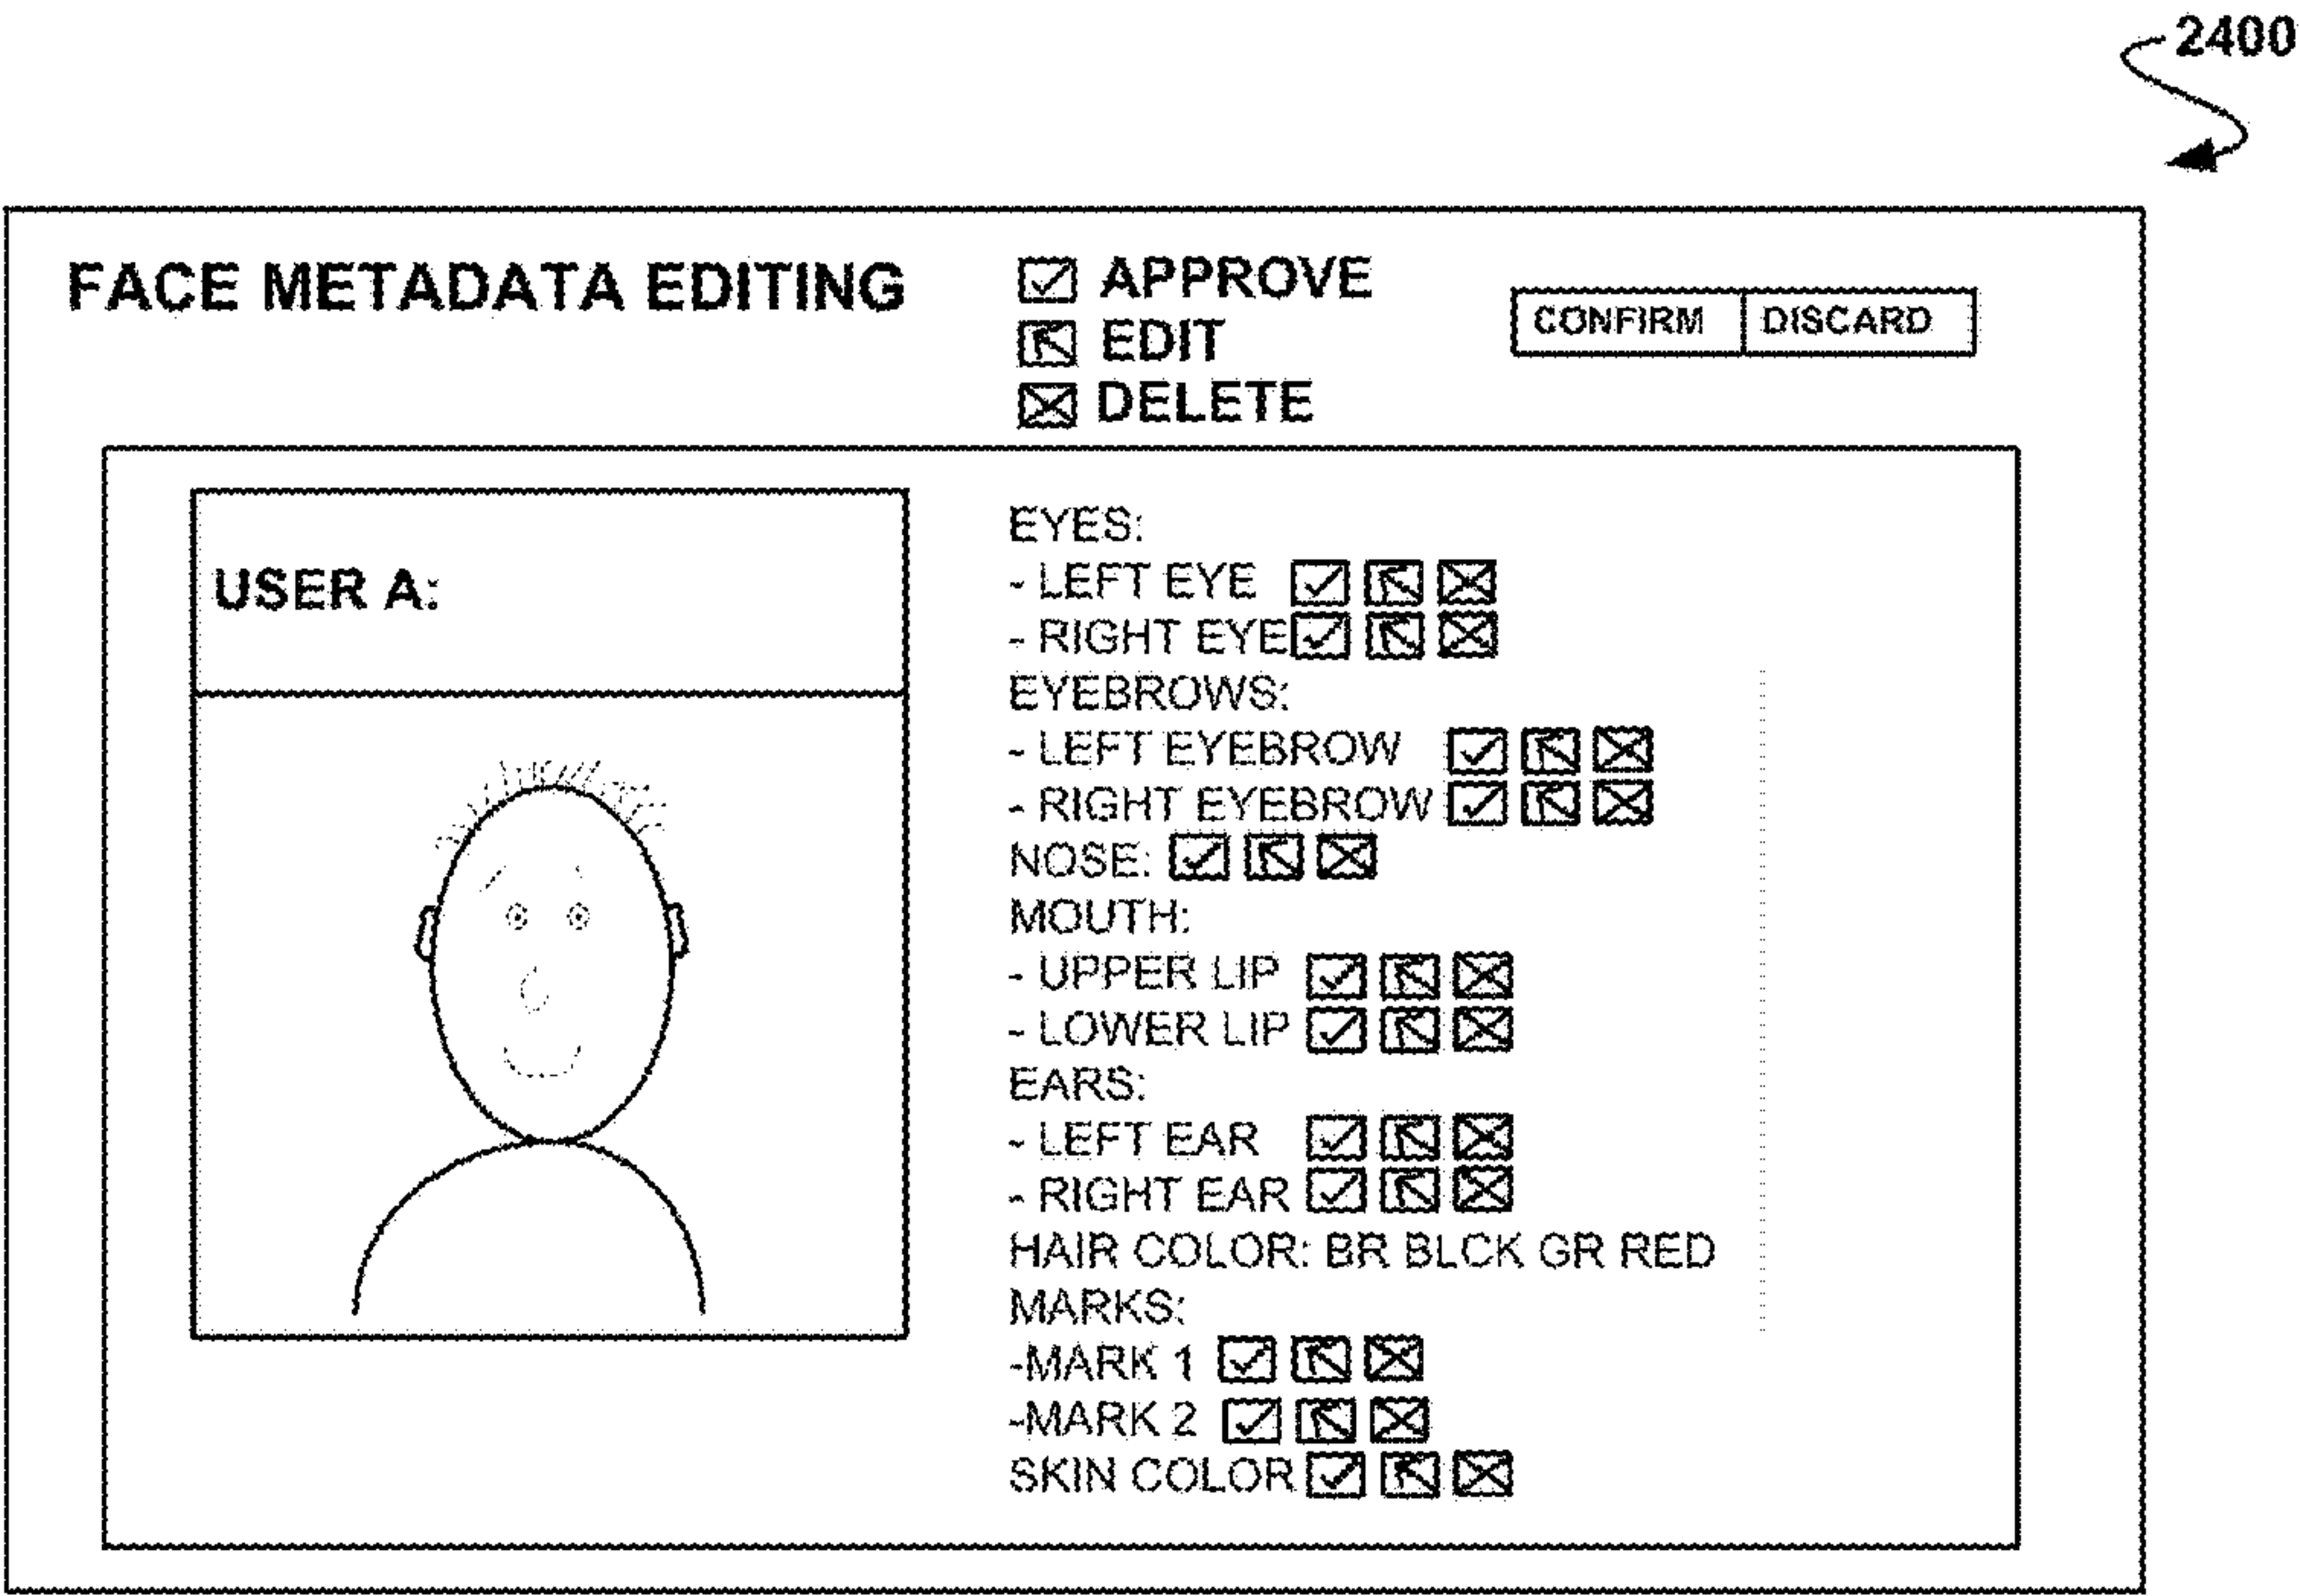 2400
FACE METADATA EDITING
APPROVE
EDIT
DELETE
CONFIRM
DISCARD
USER A:
EYES:
- LEFT EYE
- RIGHT EYE
EYEBROWS:
- LEFT EYEBROW
- RIGHT EYEBROW
NOSE:
MOUTH:
- UPPER LIP
- LOWER LIP
EARS:
- LEFT EAR
- RIGHT EAR
HAIR COLOR: BR BLCK GR RED
MARKS:
-MARK 1
-MARK 2
SKIN COLOR